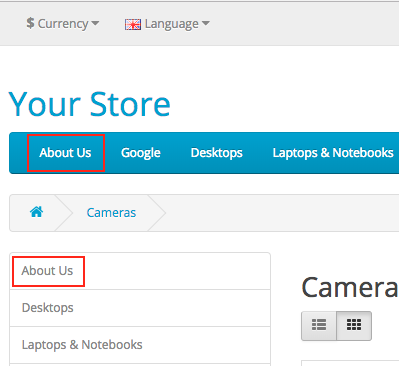 $ Currency Language
Your Store
About Us Google Desktops Laptops & Notebooks
Cameras
About Us
Camera
Desktops
Laptops & Notebooks